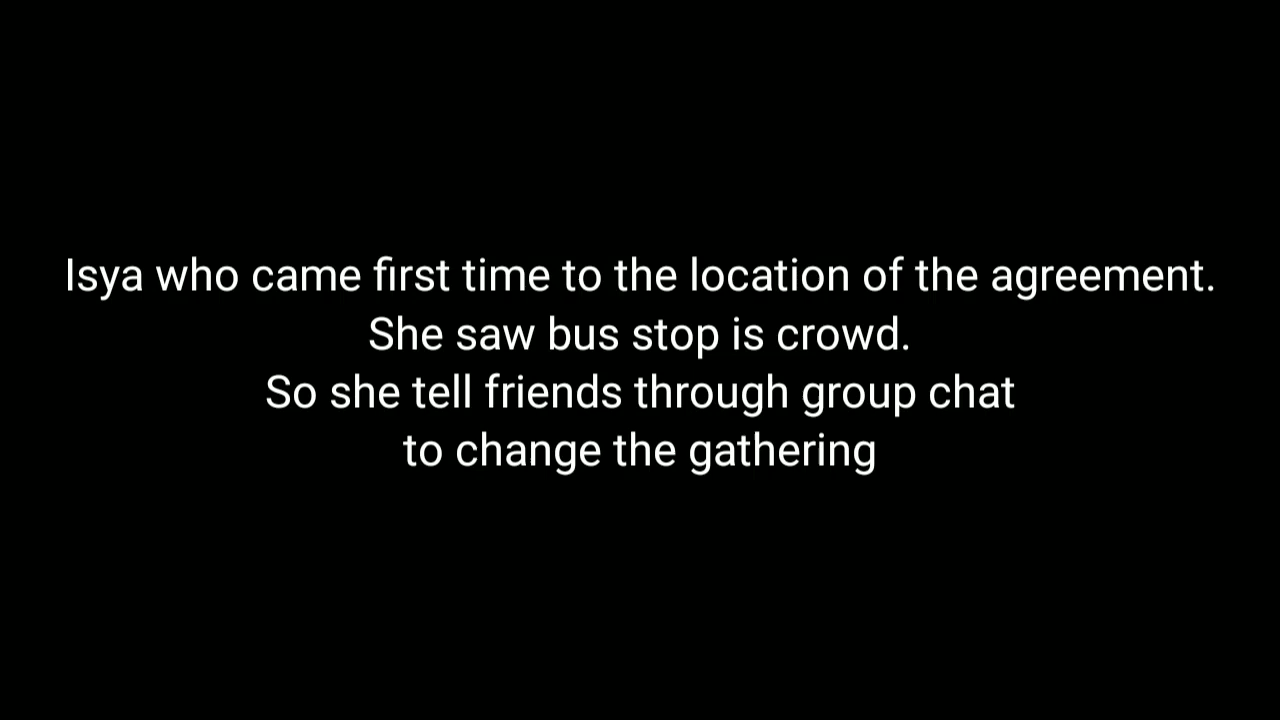 Isya who came first time to the location of the agreement.
She saw bus stop is crowd.
So she tell friends through group chat
to change the gathering